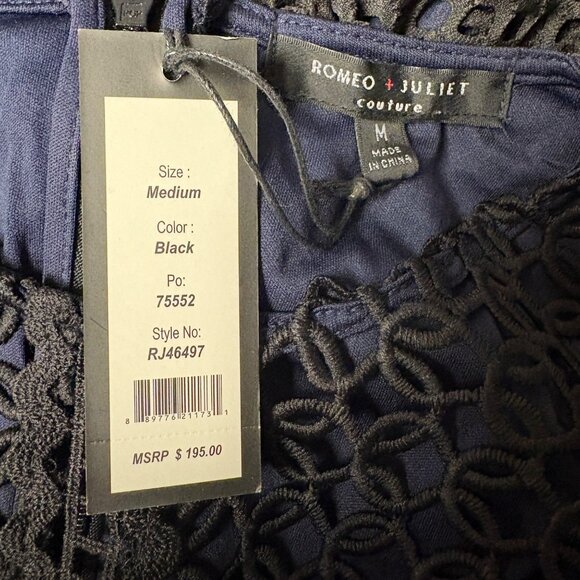 Size :
Medium
Color :
Black
Po:
75552
Style No:
RJ46497
8 89776 21173 1
MSRP $ 195.00
ROMEO + JULIET
couture
M
MADE
IN CHINA